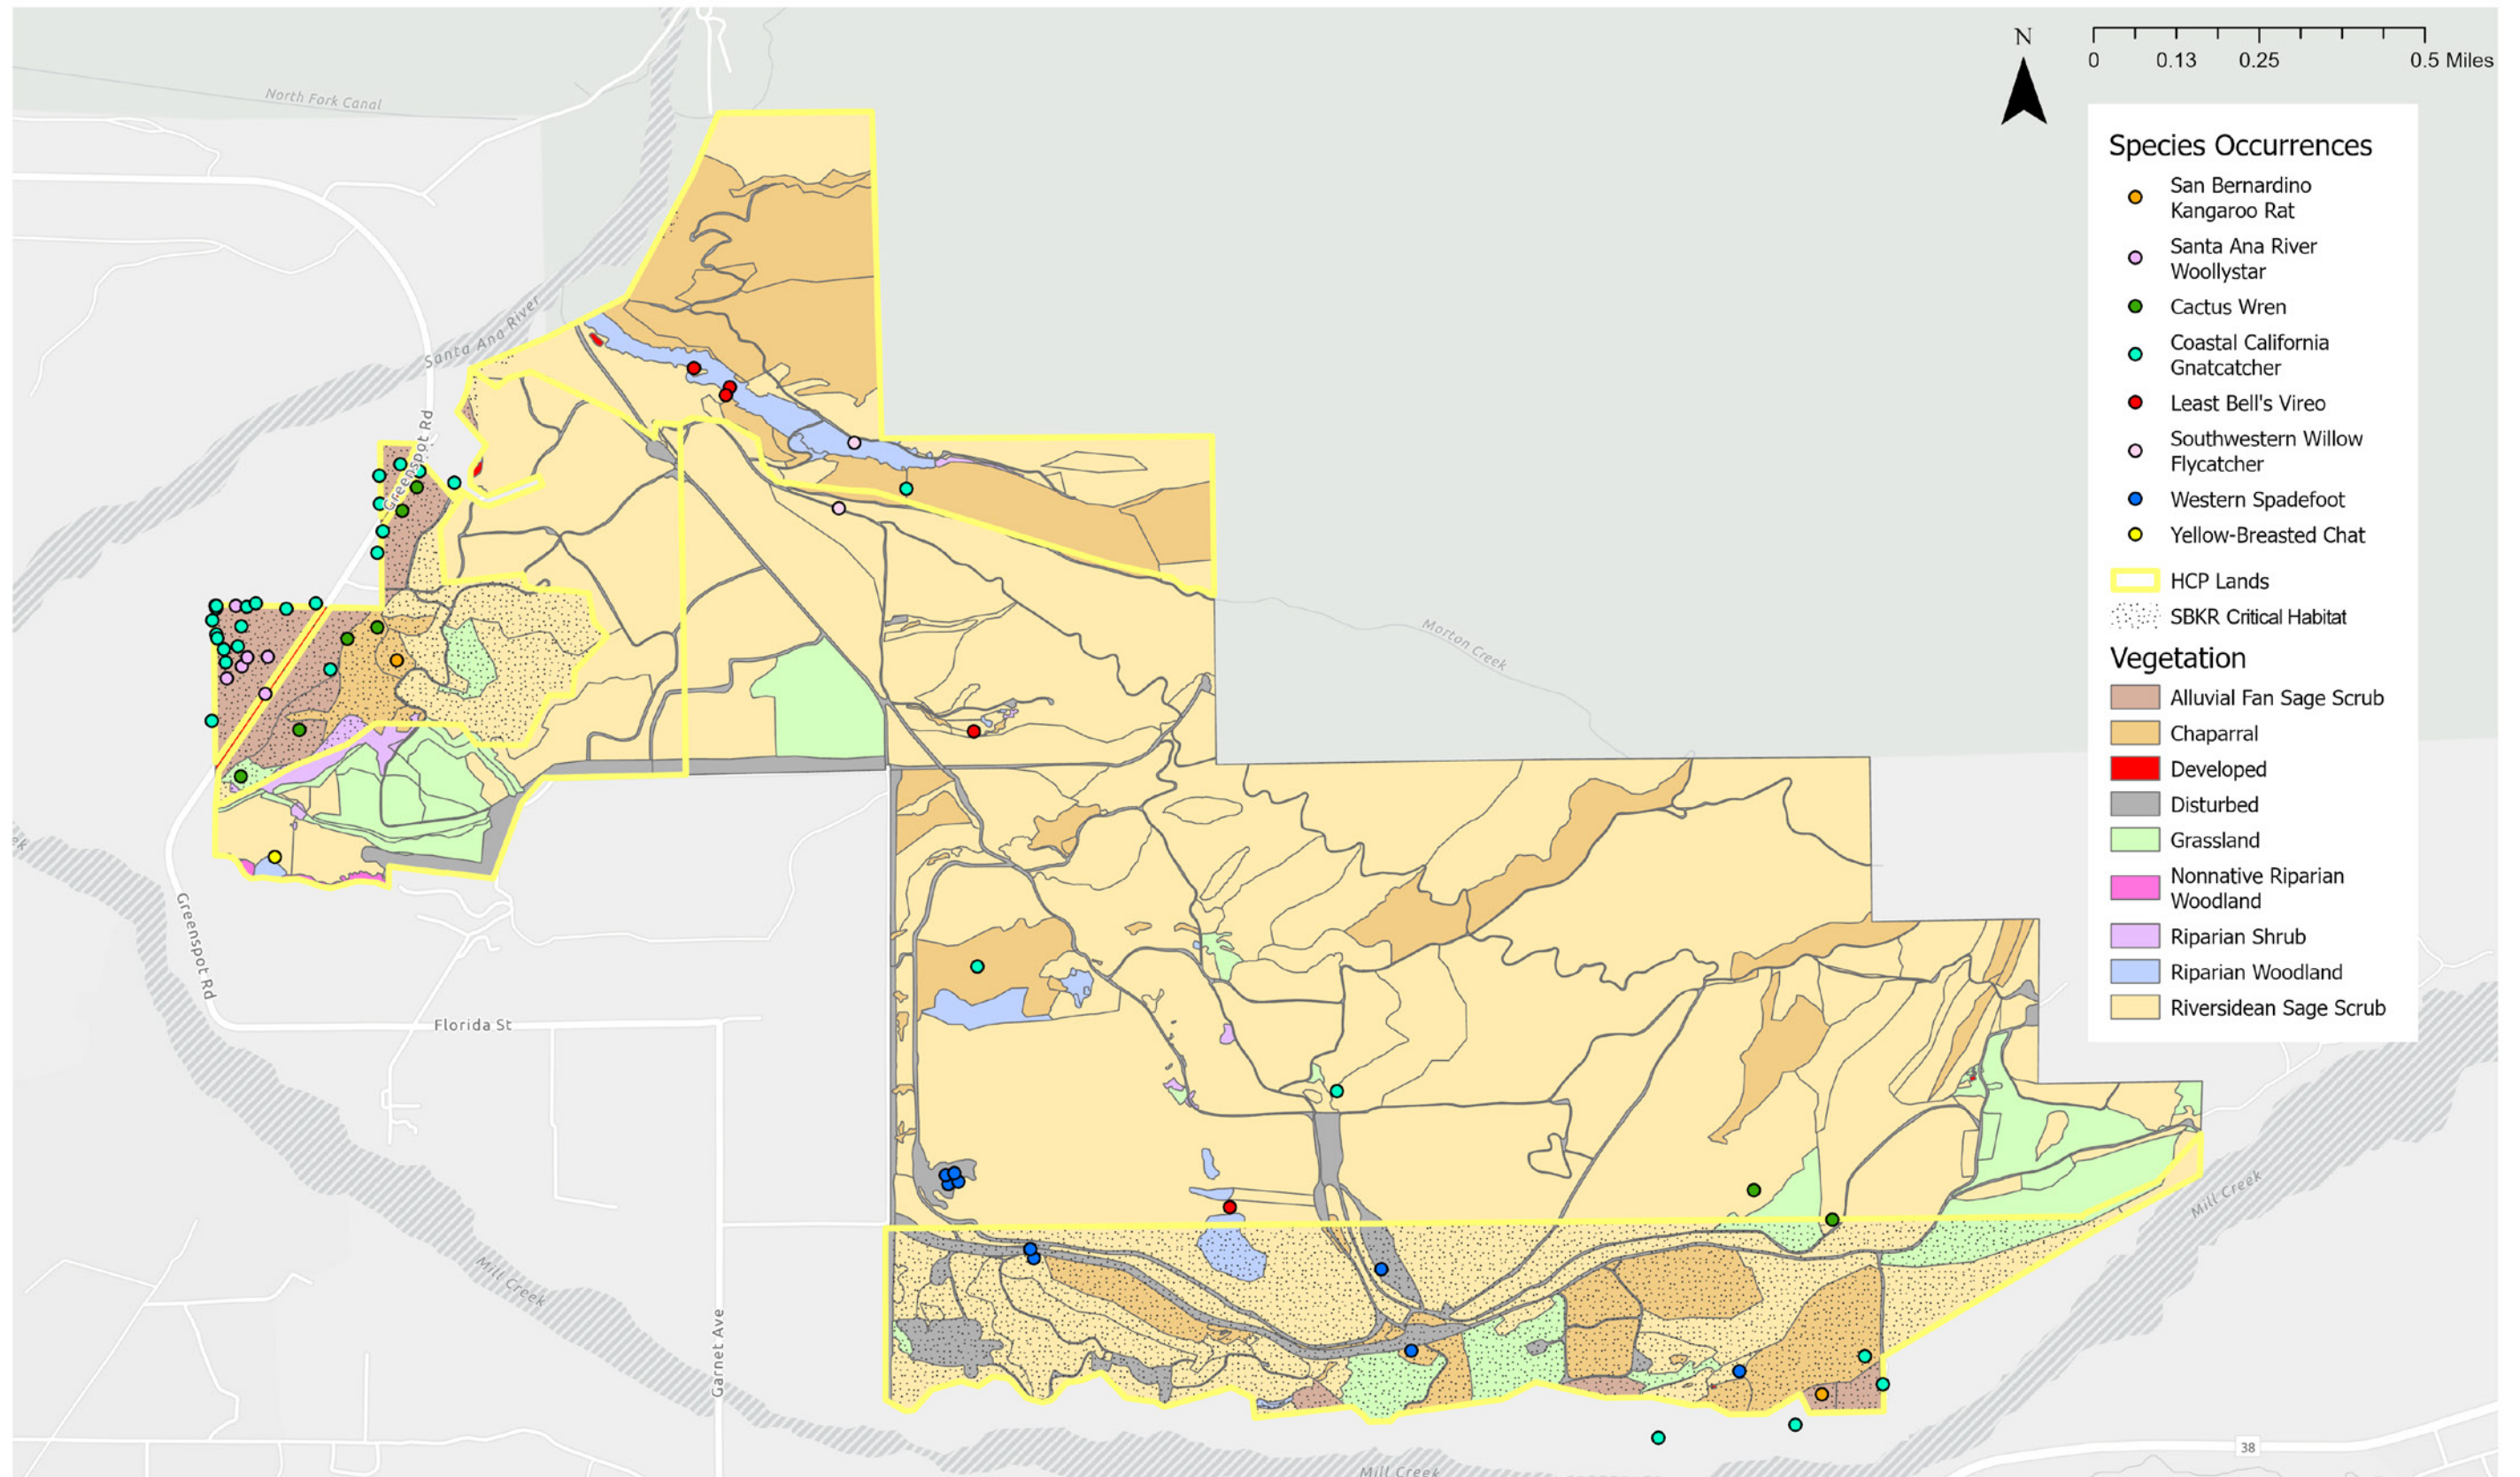 N
0 0.13 0.25 0.5 Miles
North Fork Canal
Species Occurrences
San Bernardino
Kangaroo Rat
Santa Ana River
Woollystar
Cactus Wren
Coastal California
Gnatcatcher
Least Bell's Vireo
Southwestern Willow
Flycatcher
Western Spadefoot
Yellow-Breasted Chat
HCP Lands
SBKR Critical Habitat
Vegetation
Alluvial Fan Sage Scrub
Chaparral
Developed
Disturbed
Grassland
Nonnative Riparian
Woodland
Riparian Shrub
Riparian Woodland
Riversidean Sage Scrub
Santa Ana River
Greenspot Rd
Morton Creek
ek
Greenspot Rd
Florida St
Mill Creek
Mill Creek
Garnet Ave
38
Mill Creek